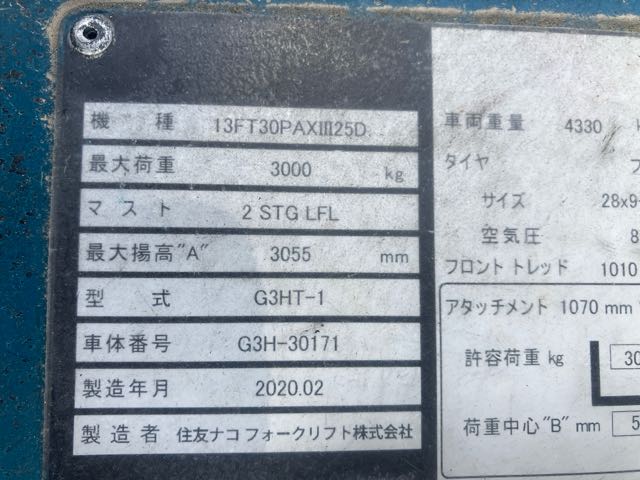 機種 13FT30PAXⅢ25D
最大荷重 3000 kg
マスト 2 STG LFL
最大揚高"A" 3055 mm
型式 G3HT-1
車体番号 G3H-30171
製造年月 2020.02
製造者 住友ナコ フォークリフト株式会社
車両重量 4330
タイヤ
サイズ 28x9-
空気圧 8
フロント トレッド 1010
アタッチメント 1070 mm
許容荷重 kg 30
荷重中心"B" mm 5